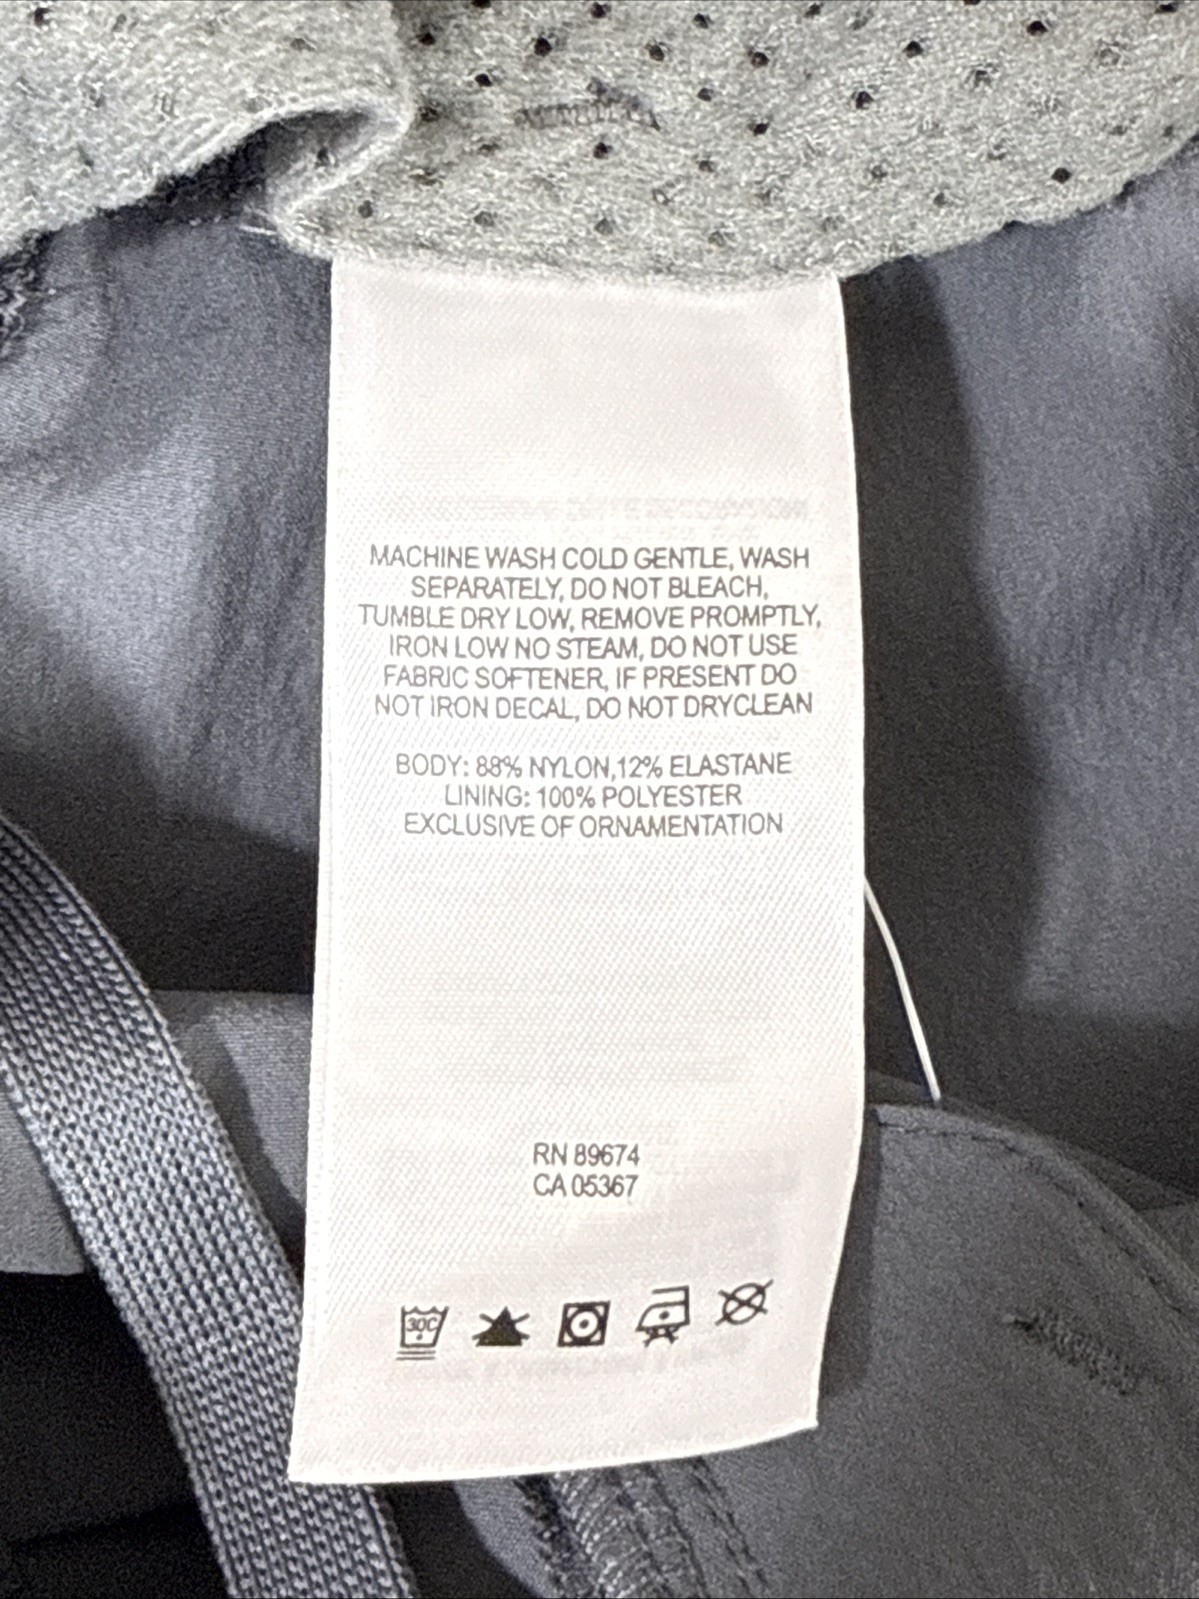 MACHINE WASH COLD GENTLE, WASH
SEPARATELY, DO NOT BLEACH,
TUMBLE DRY LOW, REMOVE PROMPTLY,
IRON LOW NO STEAM, DO NOT USE
FABRIC SOFTENER, IF PRESENT DO
NOT IRON DECAL, DO NOT DRYCLEAN
BODY: 88% NYLON,12% ELASTANE
LINING: 100% POLYESTER
EXCLUSIVE OF ORNAMENTATION
RN 89674
CA 05367
30C